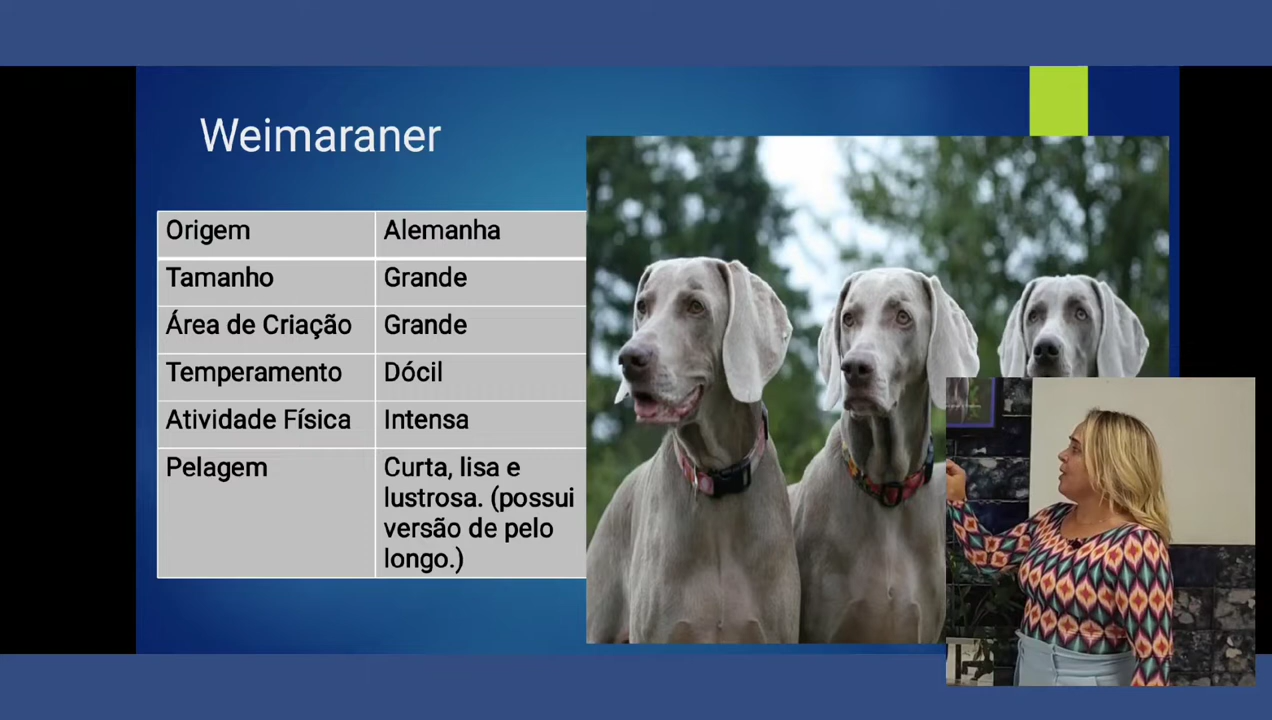 Weimaraner
Origem Alemanha
Tamanho Grande
Área de Criação Grande
Temperamento Dócil
Atividade Física Intensa
Pelagem Curta, lisa e
lustrosa. (possui
versão de pelo
longo.)